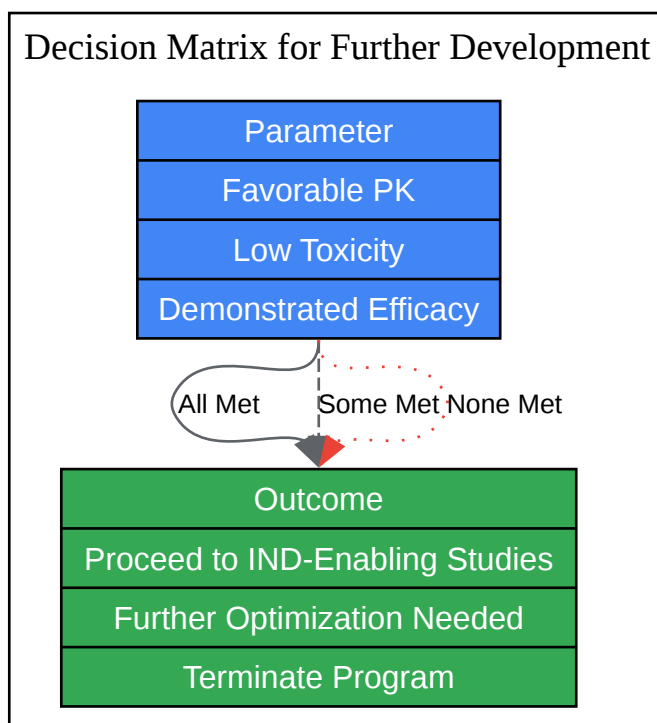 Decision Matrix for Further Development
Parameter
Favorable PK
Low Toxicity
Demonstrated Efficacy
All Met
Some Met
None Met
Outcome
Proceed to IND-Enabling Studies
Further Optimization Needed
Terminate Program